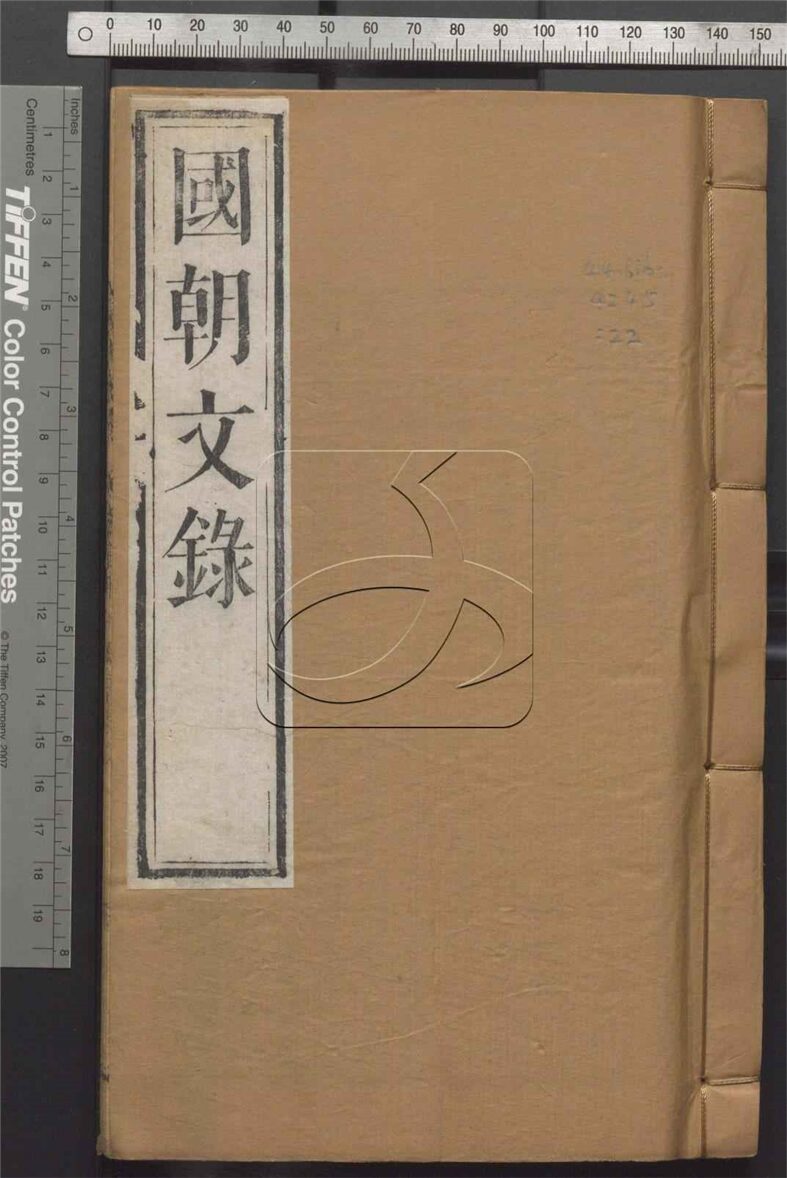 0 10 20 30 40 50 60 70 80 90 100 110 120 130 140 150
Inches
1 2 3 4 5 6 7 8
Centimetres
1 2 3 4 5 6 7 8 9 10 11 12 13 14 15 16 17 18 19
TIFFEN® Color Control Patches
© The Tiffen Company, 2007
國朝文錄
:22